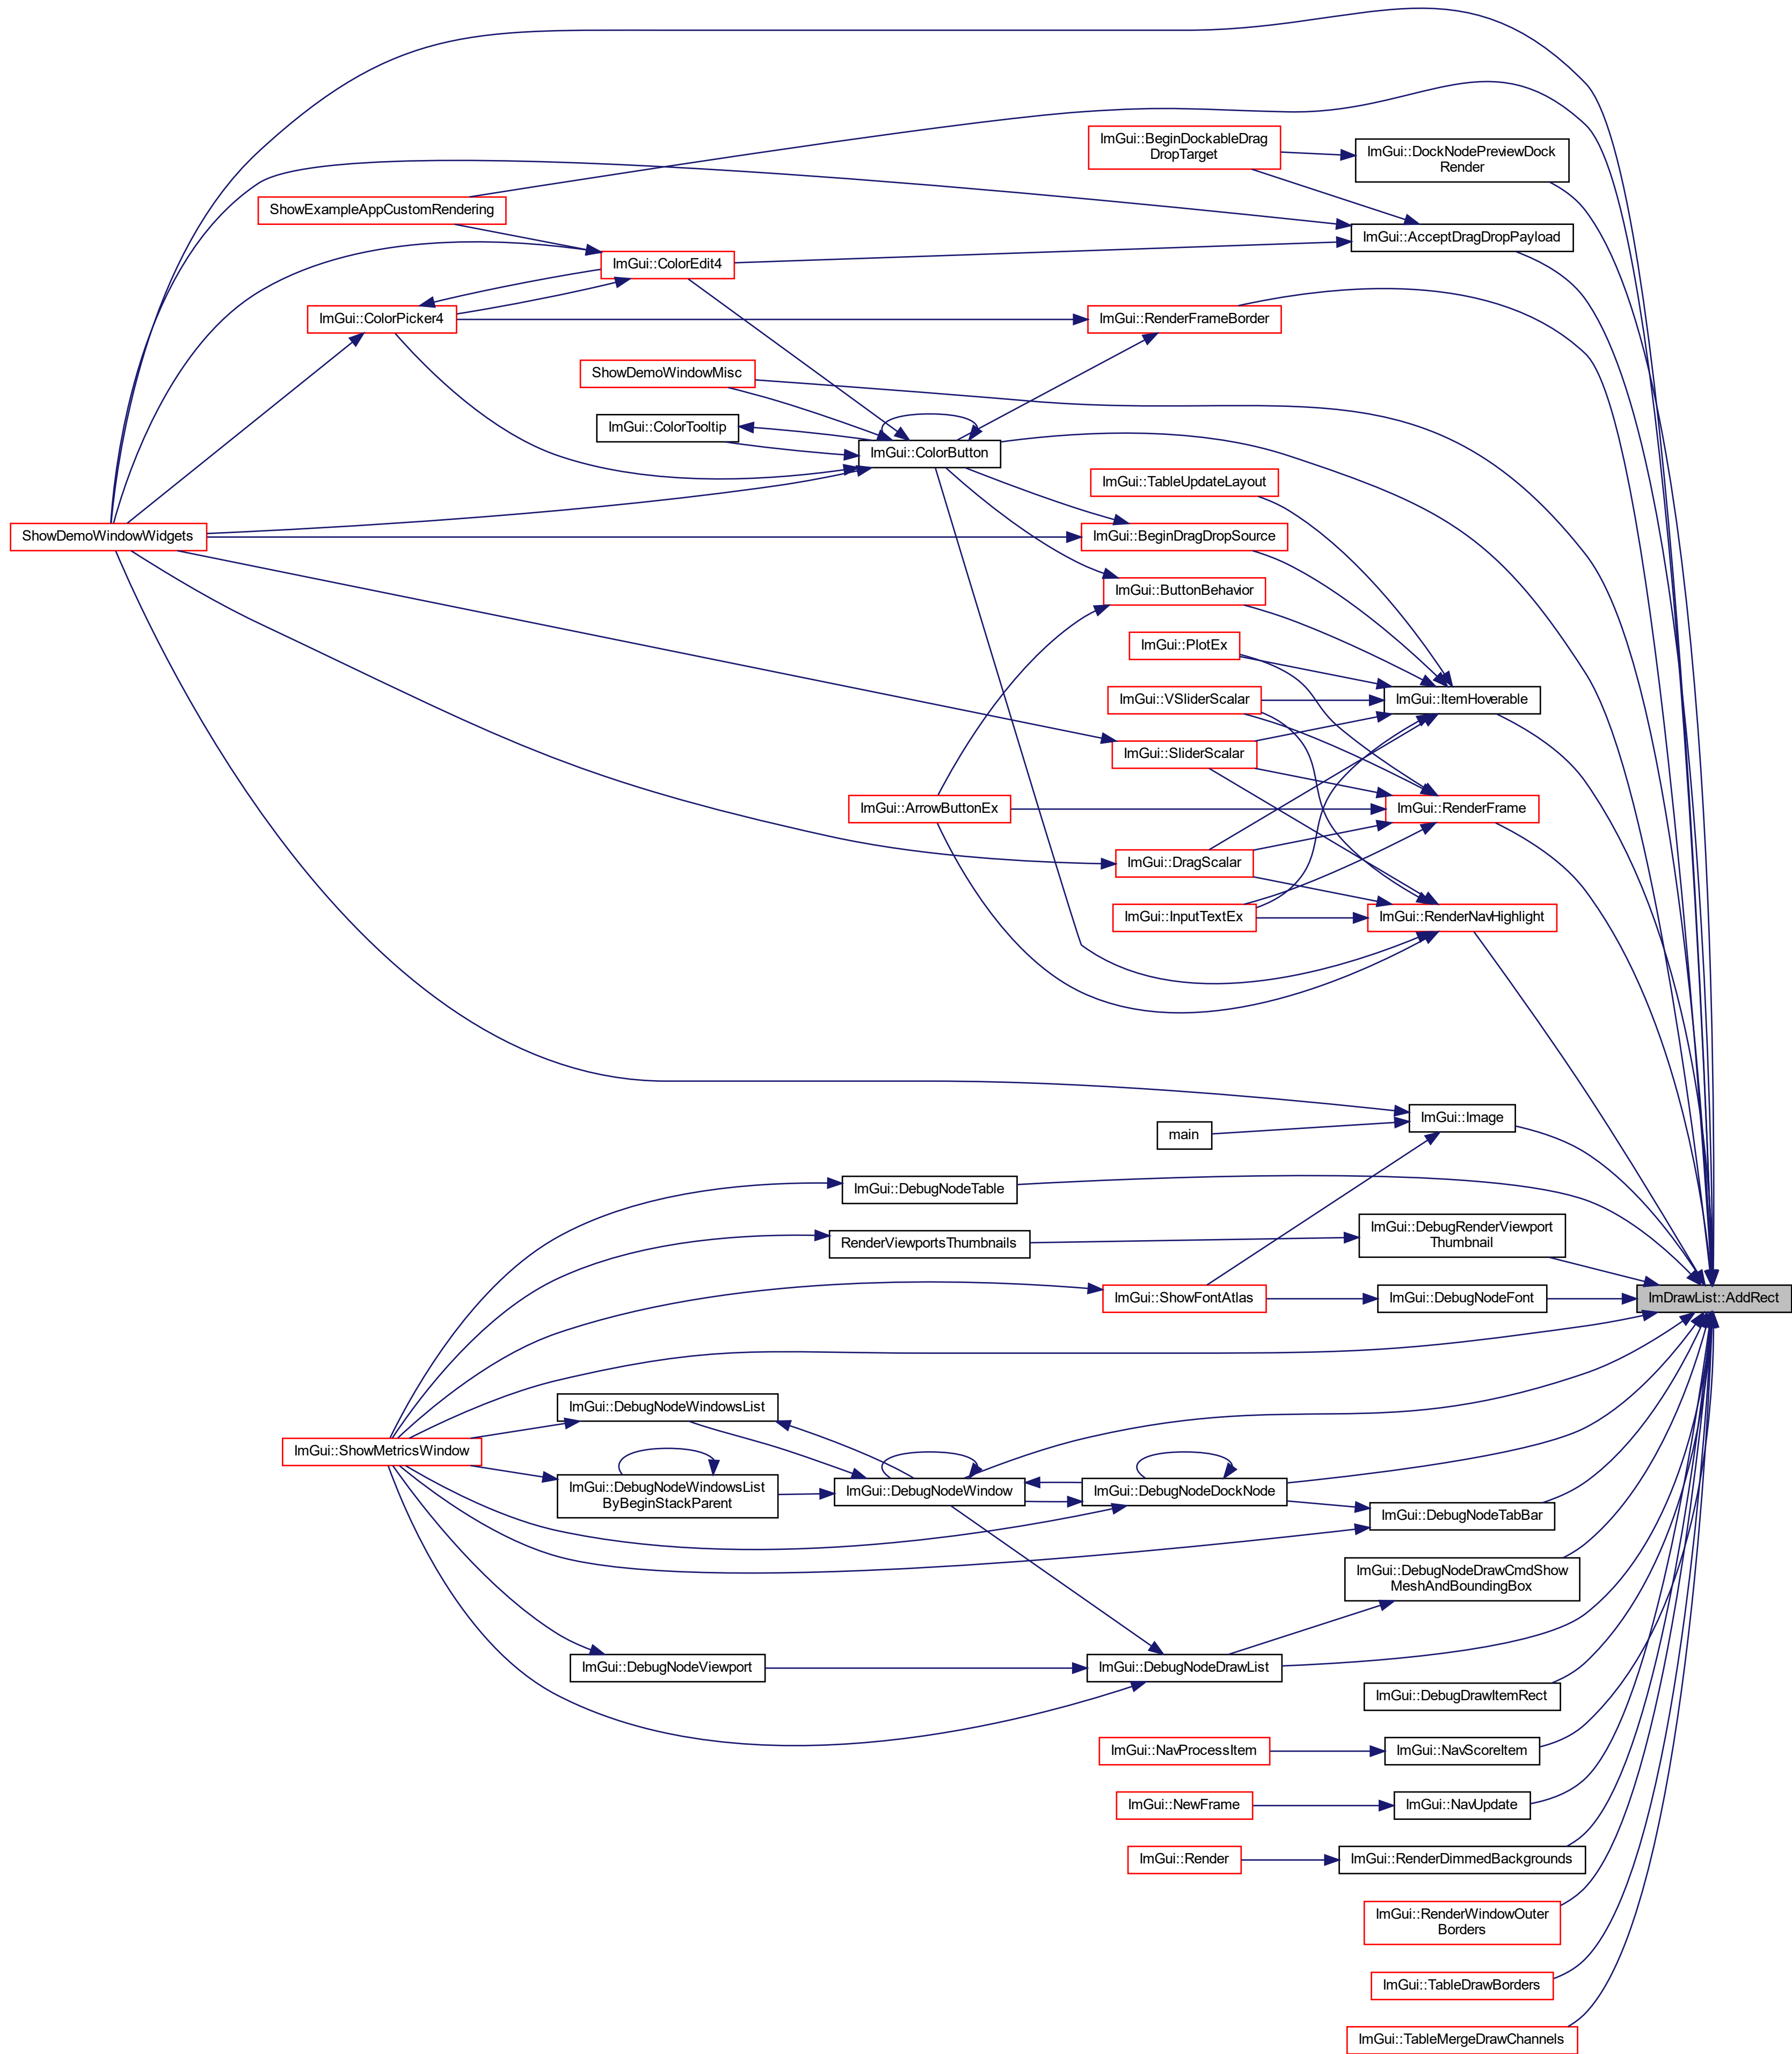 ImGui::BeginDockableDrag
DropTarget
ImGui::DockNodePreviewDock
Render
ShowExampleAppCustomRendering
ImGui::AcceptDragDropPayload
ImGui::ColorEdit4
ImGui::ColorPicker4
ImGui::RenderFrameBorder
ShowDemoWindowMisc
ImGui::ColorTooltip
ImGui::ColorButton
ImGui::TableUpdateLayout
ShowDemoWindowWidgets
ImGui::BeginDragDropSource
ImGui::ButtonBehavior
ImGui::PlotEx
ImGui::VSliderScalar
ImGui::ItemHoverable
ImGui::SliderScalar
ImGui::ArrowButtonEx
ImGui::RenderFrame
ImGui::DragScalar
ImGui::InputTextEx
ImGui::RenderNavHighlight
ImGui::Image
main
ImGui::DebugNodeTable
RenderViewportsThumbnails
ImGui::DebugRenderViewport
Thumbnail
ImGui::ShowFontAtlas
ImGui::DebugNodeFont
ImDrawList::AddRect
ImGui::DebugNodeWindowsList
ImGui::ShowMetricsWindow
ImGui::DebugNodeWindowsList
ByBeginStackParent
ImGui::DebugNodeWindow
ImGui::DebugNodeDockNode
ImGui::DebugNodeTabBar
ImGui::DebugNodeDrawCmdShow
MeshAndBoundingBox
ImGui::DebugNodeViewport
ImGui::DebugNodeDrawList
ImGui::DebugDrawItemRect
ImGui::NavProcessItem
ImGui::NavScoreItem
ImGui::NewFrame
ImGui::NavUpdate
ImGui::Render
ImGui::RenderDimmedBackgrounds
ImGui::RenderWindowOuter
Borders
ImGui::TableDrawBorders
ImGui::TableMergeDrawChannels